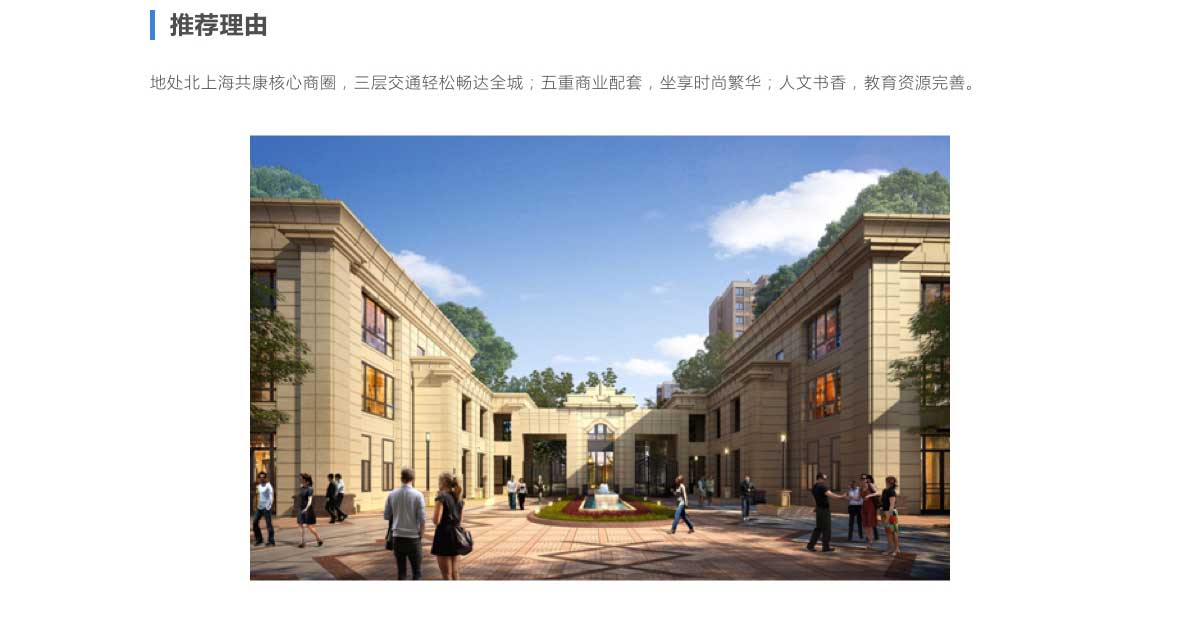 推荐理由
地处北上海共康核心商圈，三层交通轻松畅达全城；五重商业配套，坐享时尚繁华；人文书香，教育资源完善。